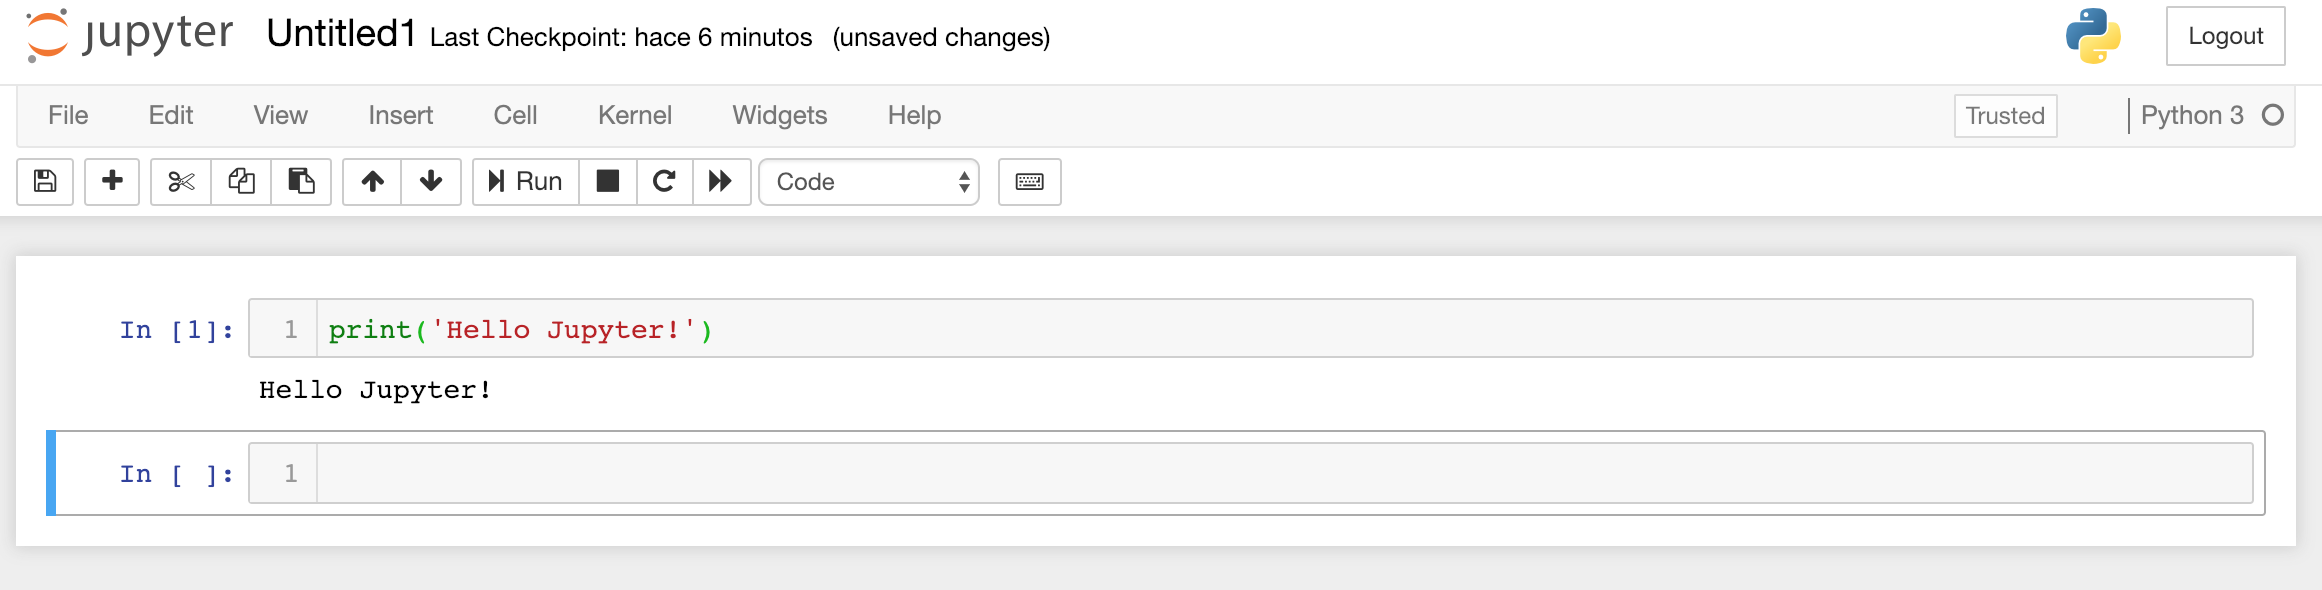 jupyter Untitled1 Last Checkpoint: hace 6 minutos (unsaved changes) Logout
File Edit View Insert Cell Kernel Widgets Help Trusted Python 3
Run Code
In [1]: 1 print('Hello Jupyter!')
Hello Jupyter!
In [ ]: 1